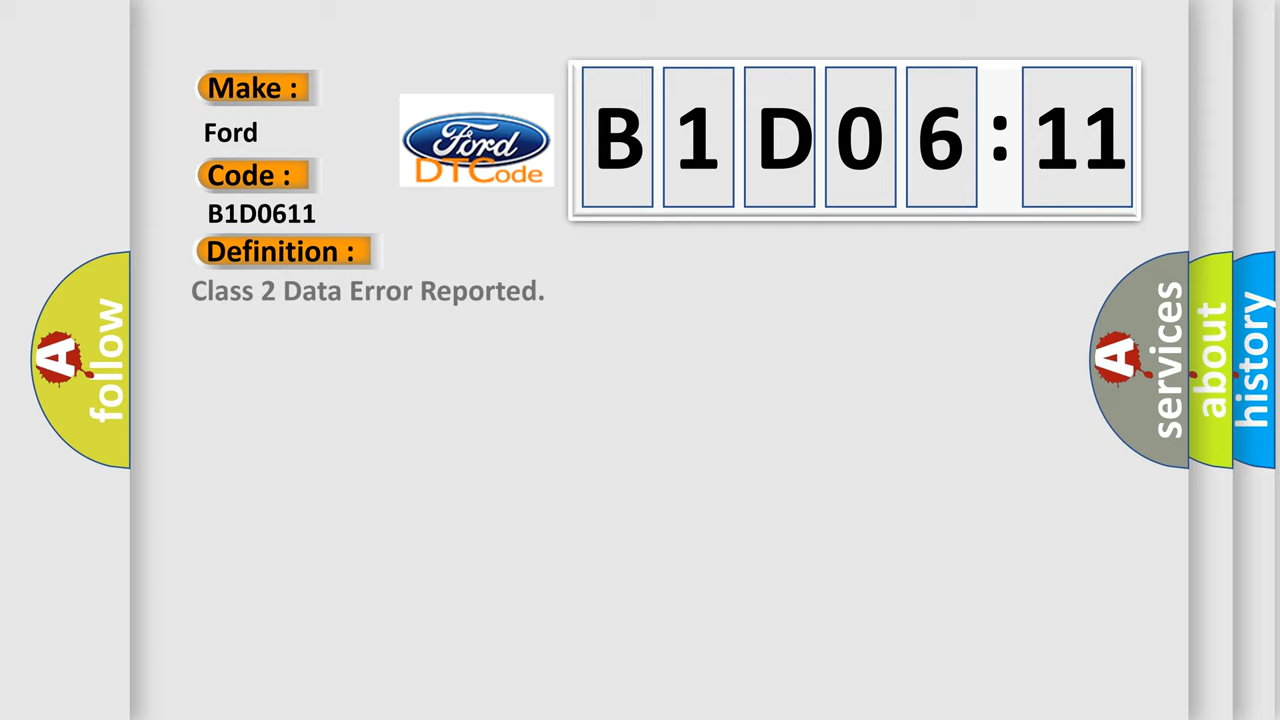 Make :
Ford
Code :
B1D0611
Definition :
Class 2 Data Error Reported.
Ford
DTCode
B 1 D 0 6 : 11
A follow
A services
about
history